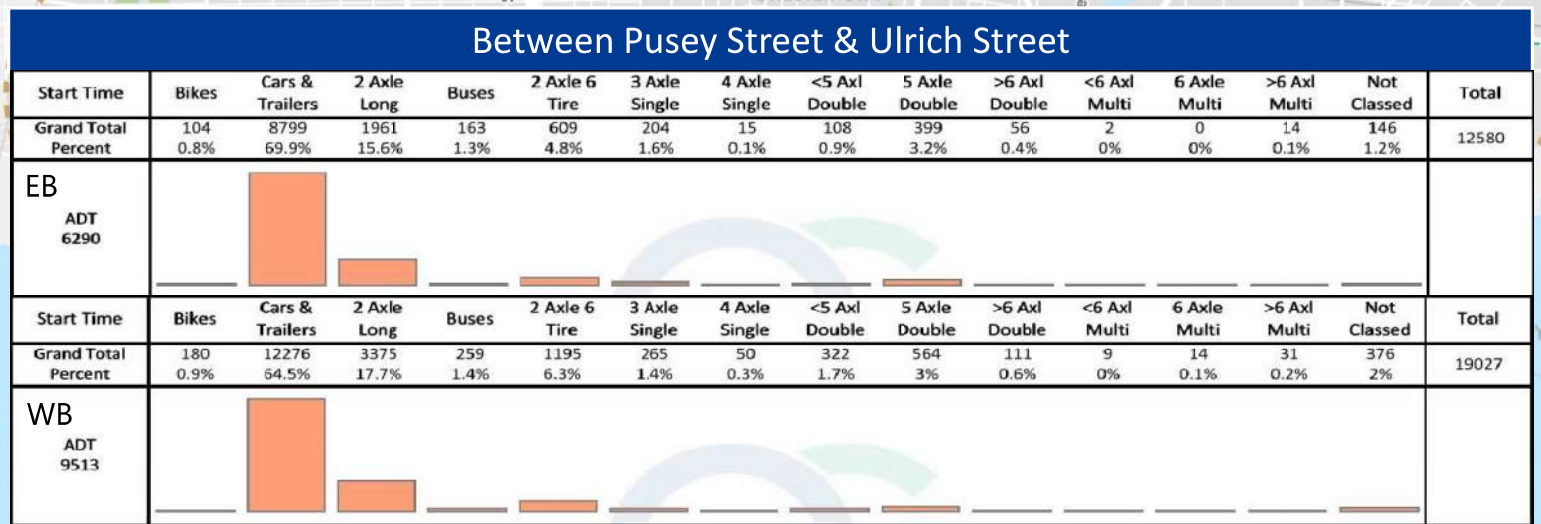 Between Pusey Street & Ulrich Street
Start Time Bikes Cars & Trailers 2 Axle Long Buses 2 Axle 6 Tire 3 Axle Single 4 Axle Single <5 Axl Double 5 Axle Double >6 Axl Double <6 Axl Multi 6 Axle Multi >6 Axl Multi Not Classed Total
Grand Total 104 8799 1961 163 609 204 15 108 399 56 2 0 14 146 12580
Percent 0.8% 69.9% 15.6% 1.3% 4.8% 1.6% 0.1% 0.9% 3.2% 0.4% 0% 0% 0.1% 1.2%
EB
ADT
6290
Start Time Bikes Cars & Trailers 2 Axle Long Buses 2 Axle 6 Tire 3 Axle Single 4 Axle Single <5 Axl Double 5 Axle Double >6 Axl Double <6 Axl Multi 6 Axle Multi >6 Axl Multi Not Classed Total
Grand Total 180 12276 3375 259 1195 265 50 322 564 111 9 14 31 376 19027
Percent 0.9% 64.5% 17.7% 1.4% 6.3% 1.4% 0.3% 1.7% 3% 0.6% 0% 0.1% 0.2% 2%
WB
ADT
9513